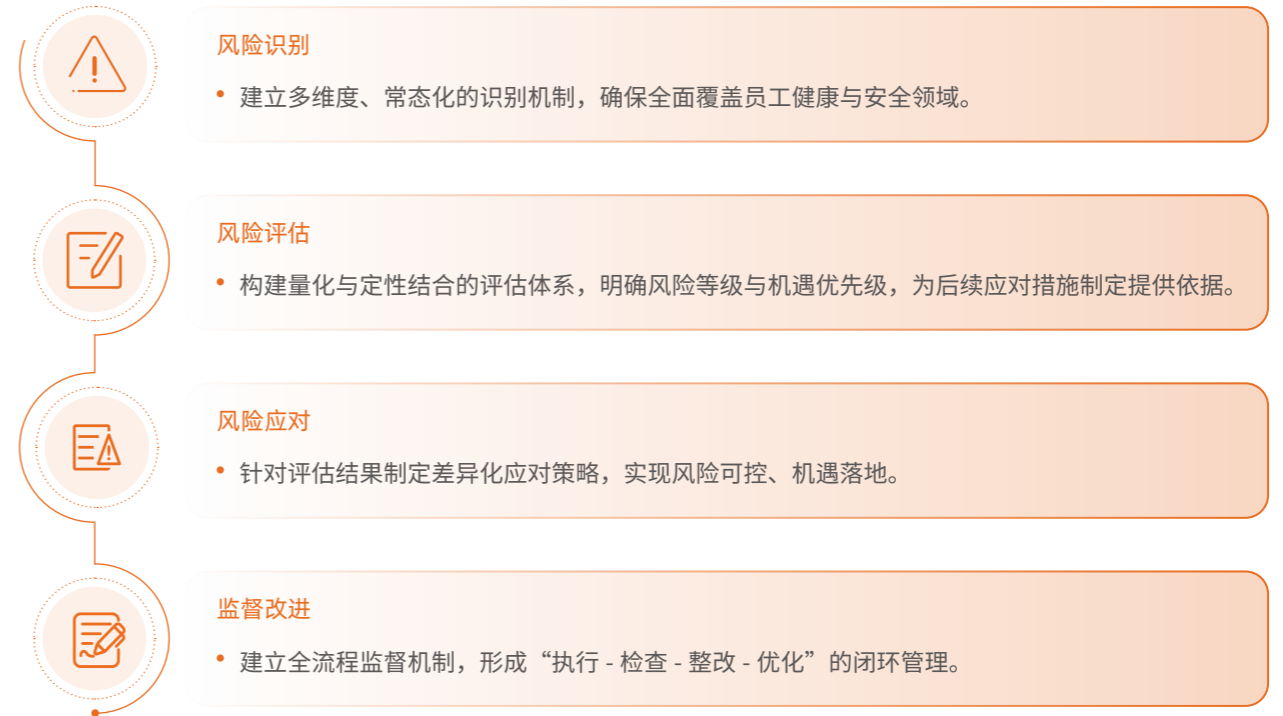 风险识别
• 建立多维度、常态化的识别机制，确保全面覆盖员工健康与安全领域。
风险评估
• 构建量化与定性结合的评估体系，明确风险等级与机遇优先级，为后续应对措施制定提供依据。
风险应对
• 针对评估结果制定差异化应对策略，实现风险可控、机遇落地。
监督改进
• 建立全流程监督机制，形成“执行 - 检查 - 整改 - 优化”的闭环管理。